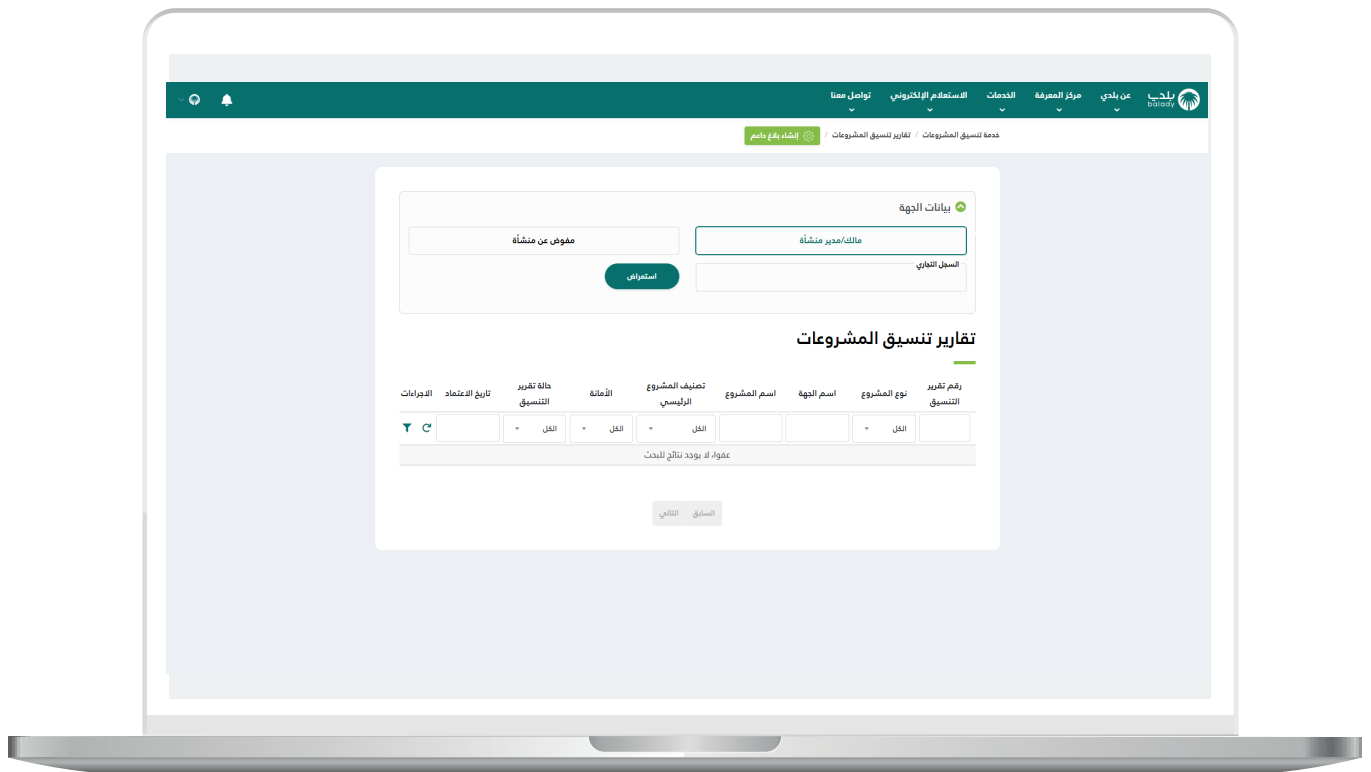 بلدي
balady
عن بلدي
مركز المعرفة
الخدمات
الاستعلام الإلكتروني
تواصل معنا
خدمة تنسيق المشروعات / تقارير تنسيق المشروعات / إنشاء بلاغ داعم
بيانات الجهة
مالك/مدير منشأة
مفوض عن منشأة
السجل التجاري
استعراض
تقارير تنسيق المشروعات
رقم تقرير التنسيق
نوع المشروع
اسم الجهة
اسم المشروع
تصنيف المشروع الرئيسي
الأمانة
حالة تقرير التنسيق
تاريخ الاعتماد
الاجراءات
الكل
الكل
الكل
الكل
عفوا، لا يوجد نتائج للبحث
السابق
التالي